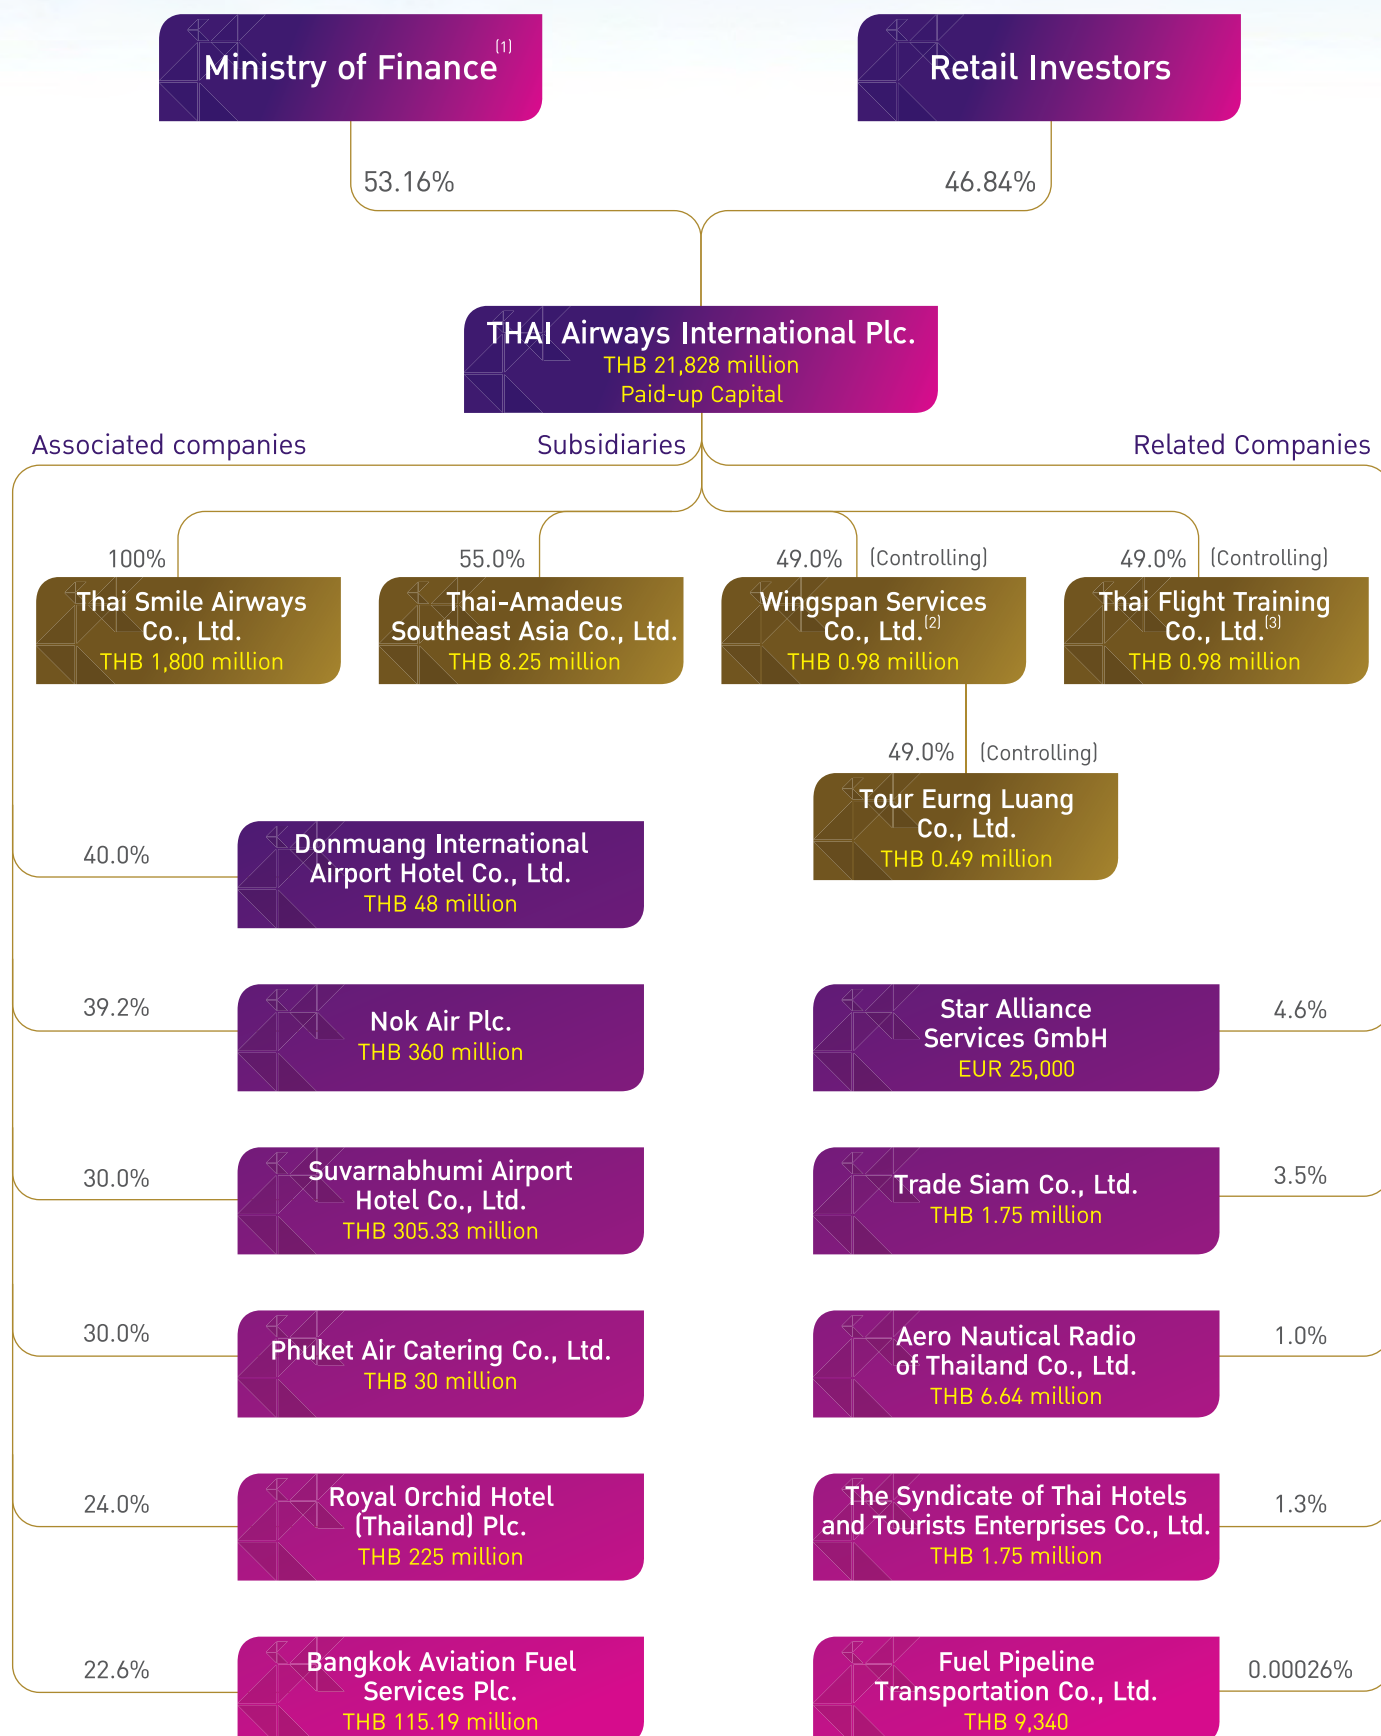 Ministry of Finance(1)
Retail Investors
53.16%
46.84%
THAI Airways International Plc.
THB 21,828 million
Paid-up Capital
Associated companies
Subsidiaries
Related Companies
100%
55.0%
49.0% (Controlling)
49.0% (Controlling)
Thai Smile Airways
Co., Ltd.
THB 1,800 million
Thai-Amadeus
Southeast Asia Co., Ltd.
THB 8.25 million
Wingspan Services
Co., Ltd.(2)
THB 0.98 million
Thai Flight Training
Co., Ltd.(3)
THB 0.98 million
49.0% (Controlling)
Tour Eurng Luang
Co., Ltd.
THB 0.49 million
40.0%
Donmuang International
Airport Hotel Co., Ltd.
THB 48 million
39.2%
Nok Air Plc.
THB 360 million
Star Alliance
Services GmbH
EUR 25,000
4.6%
30.0%
Suvarnabhumi Airport
Hotel Co., Ltd.
THB 305.33 million
Trade Siam Co., Ltd.
THB 1.75 million
3.5%
30.0%
Phuket Air Catering Co., Ltd.
THB 30 million
Aero Nautical Radio
of Thailand Co., Ltd.
THB 6.64 million
1.0%
24.0%
Royal Orchid Hotel
(Thailand) Plc.
THB 225 million
The Syndicate of Thai Hotels
and Tourists Enterprises Co., Ltd.
THB 1.75 million
1.3%
22.6%
Bangkok Aviation Fuel
Services Plc.
THB 115.19 million
Fuel Pipeline
Transportation Co., Ltd.
THB 9,340
0.00026%